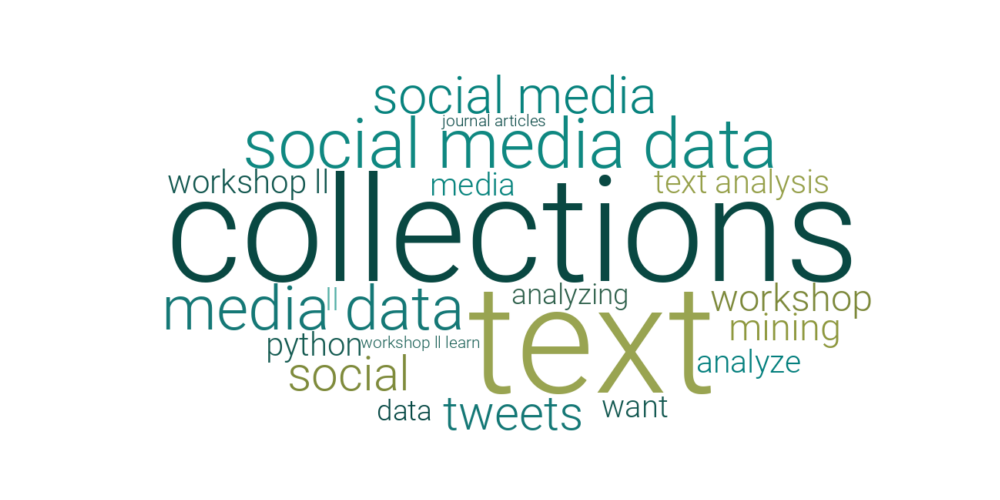 social media
journal articles
social media data
workshop ll
media
text analysis
collections
media data
ll
analyzing
workshop
text
mining
python
workshop ll learn
analyze
social
data
tweets
want